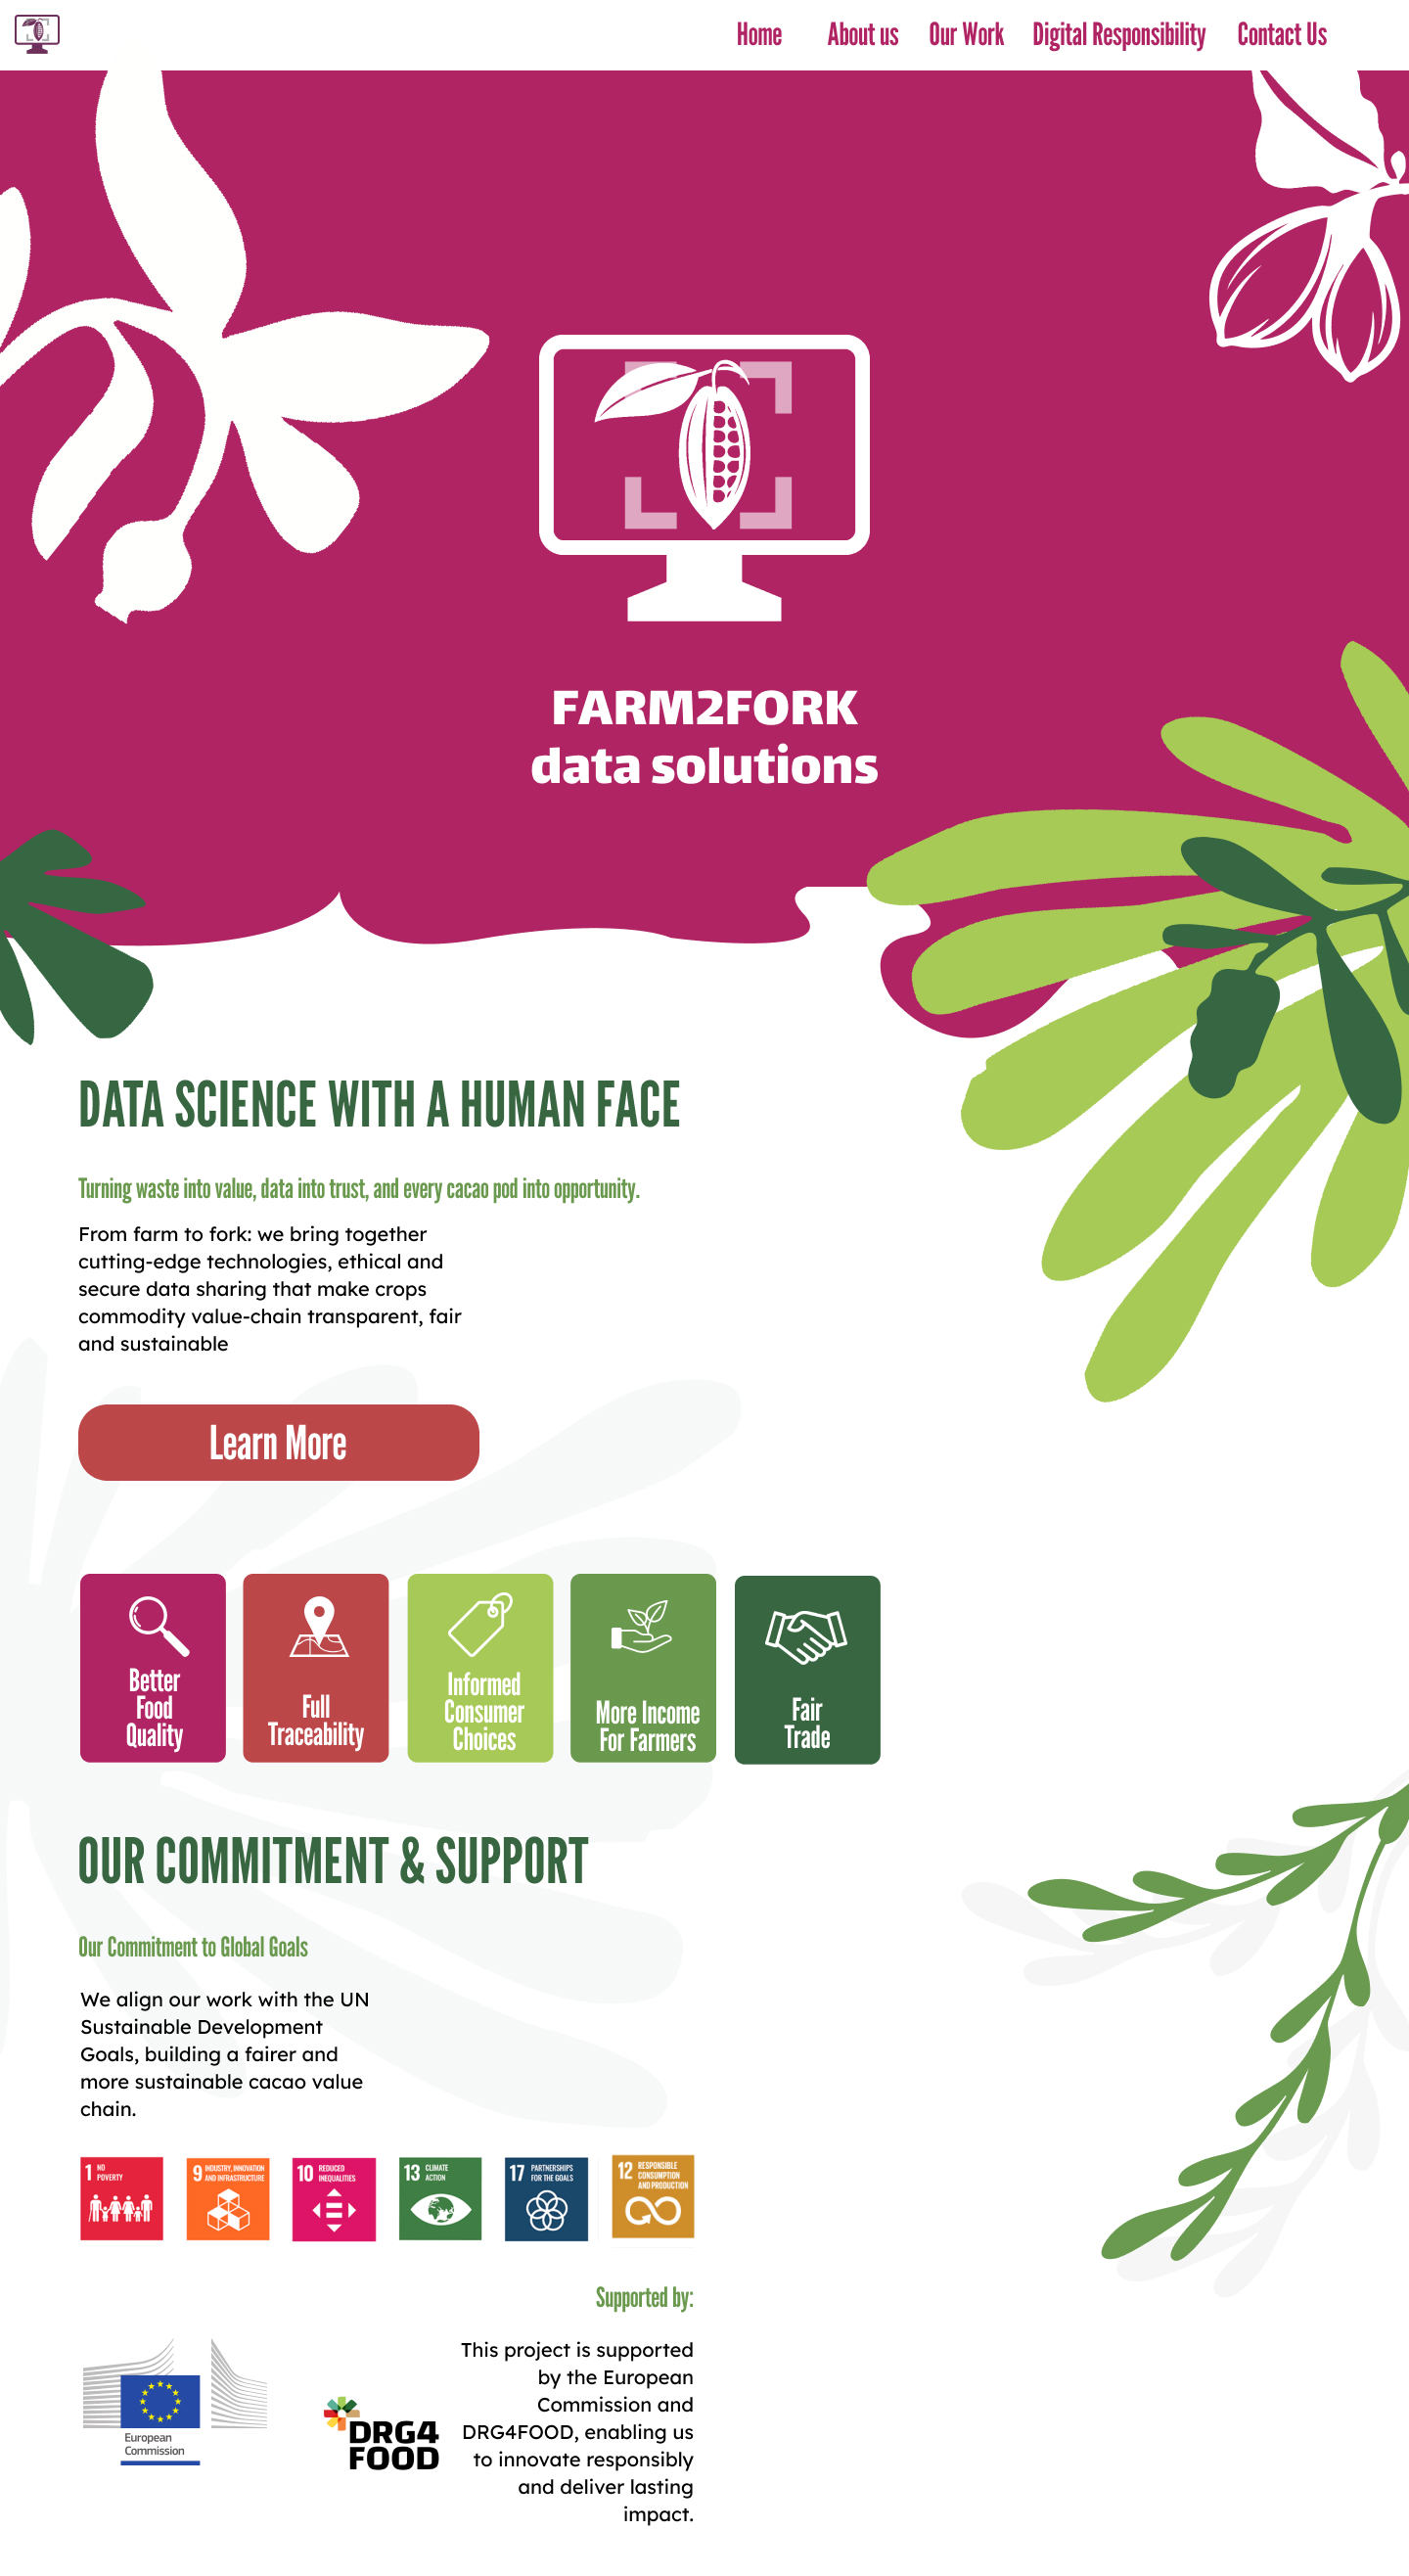 Home
About us
Our Work
Digital Responsibility
Contact Us
FARM2FORK
data solutions
DATA SCIENCE WITH A HUMAN FACE
Turning waste into value, data into trust, and every cacao pod into opportunity.
From farm to fork: we bring together
cutting-edge technologies, ethical and
secure data sharing that make crops
commodity value-chain transparent, fair
and sustainable
Learn More
Better
Food
Quality
Full
Traceability
Informed
Consumer
Choices
More Income
For Farmers
Fair
Trade
OUR COMMITMENT & SUPPORT
Our Commitment to Global Goals
We align our work with the UN
Sustainable Development
Goals, building a fairer and
more sustainable cacao value
chain.
1 NO
POVERTY
9 INDUSTRY, INNOVATION
AND INFRASTRUCTURE
10 REDUCED
INEQUALITIES
13 CLIMATE
ACTION
17 PARTNERSHIPS
FOR THE GOALS
12 RESPONSIBLE
CONSUMPTION
AND PRODUCTION
Supported by:
European
Commission
DRG4
FOOD
This project is supported
by the European
Commission and
DRG4FOOD, enabling us
to innovate responsibly
and deliver lasting
impact.